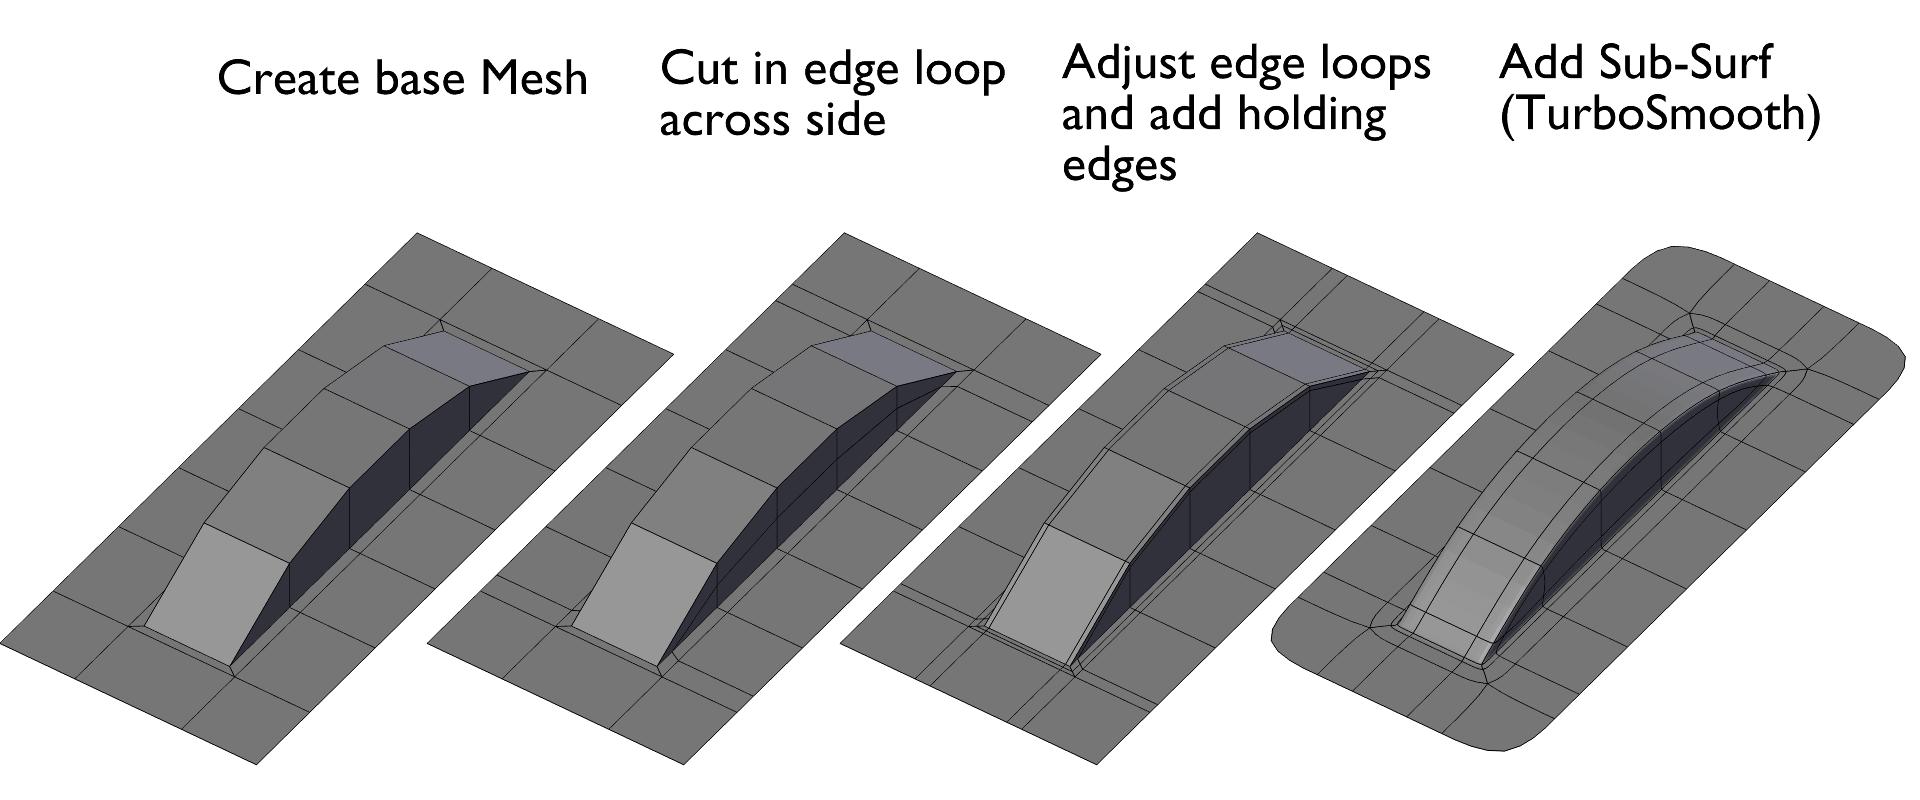 Create base Mesh
Cut in edge loop
across side
Adjust edge loops
and add holding
edges
Add Sub-Surf
(TurboSmooth)